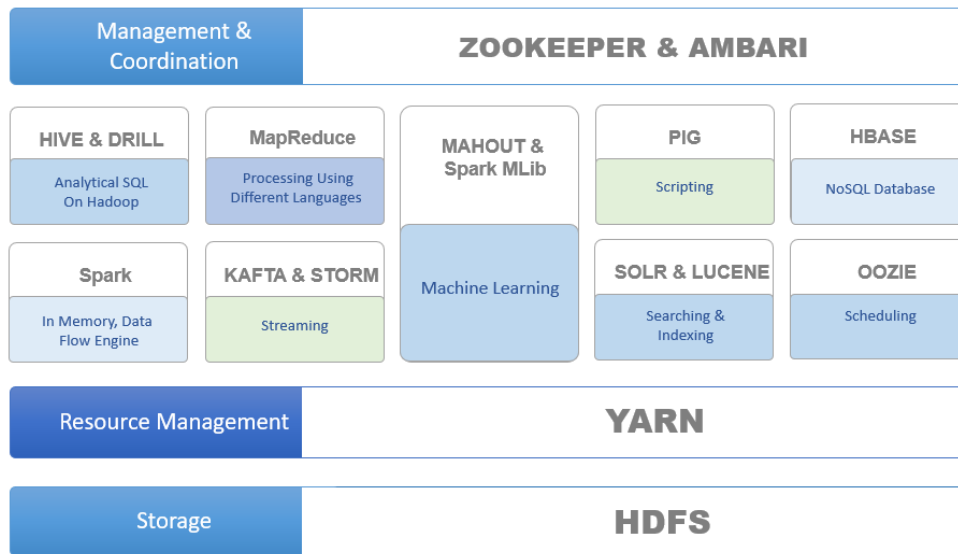 Management &
Coordination
ZOOKEEPER & AMBARI
HIVE & DRILL
Analytical SQL
On Hadoop
MapReduce
Processing Using
Different Languages
MAHOUT &
Spark MLib
Machine Learning
PIG
Scripting
HBASE
NoSQL Database
Spark
In Memory, Data
Flow Engine
KAFTA & STORM
Streaming
SOLR & LUCENE
Searching &
Indexing
OOZIE
Scheduling
Resource Management
YARN
Storage
HDFS